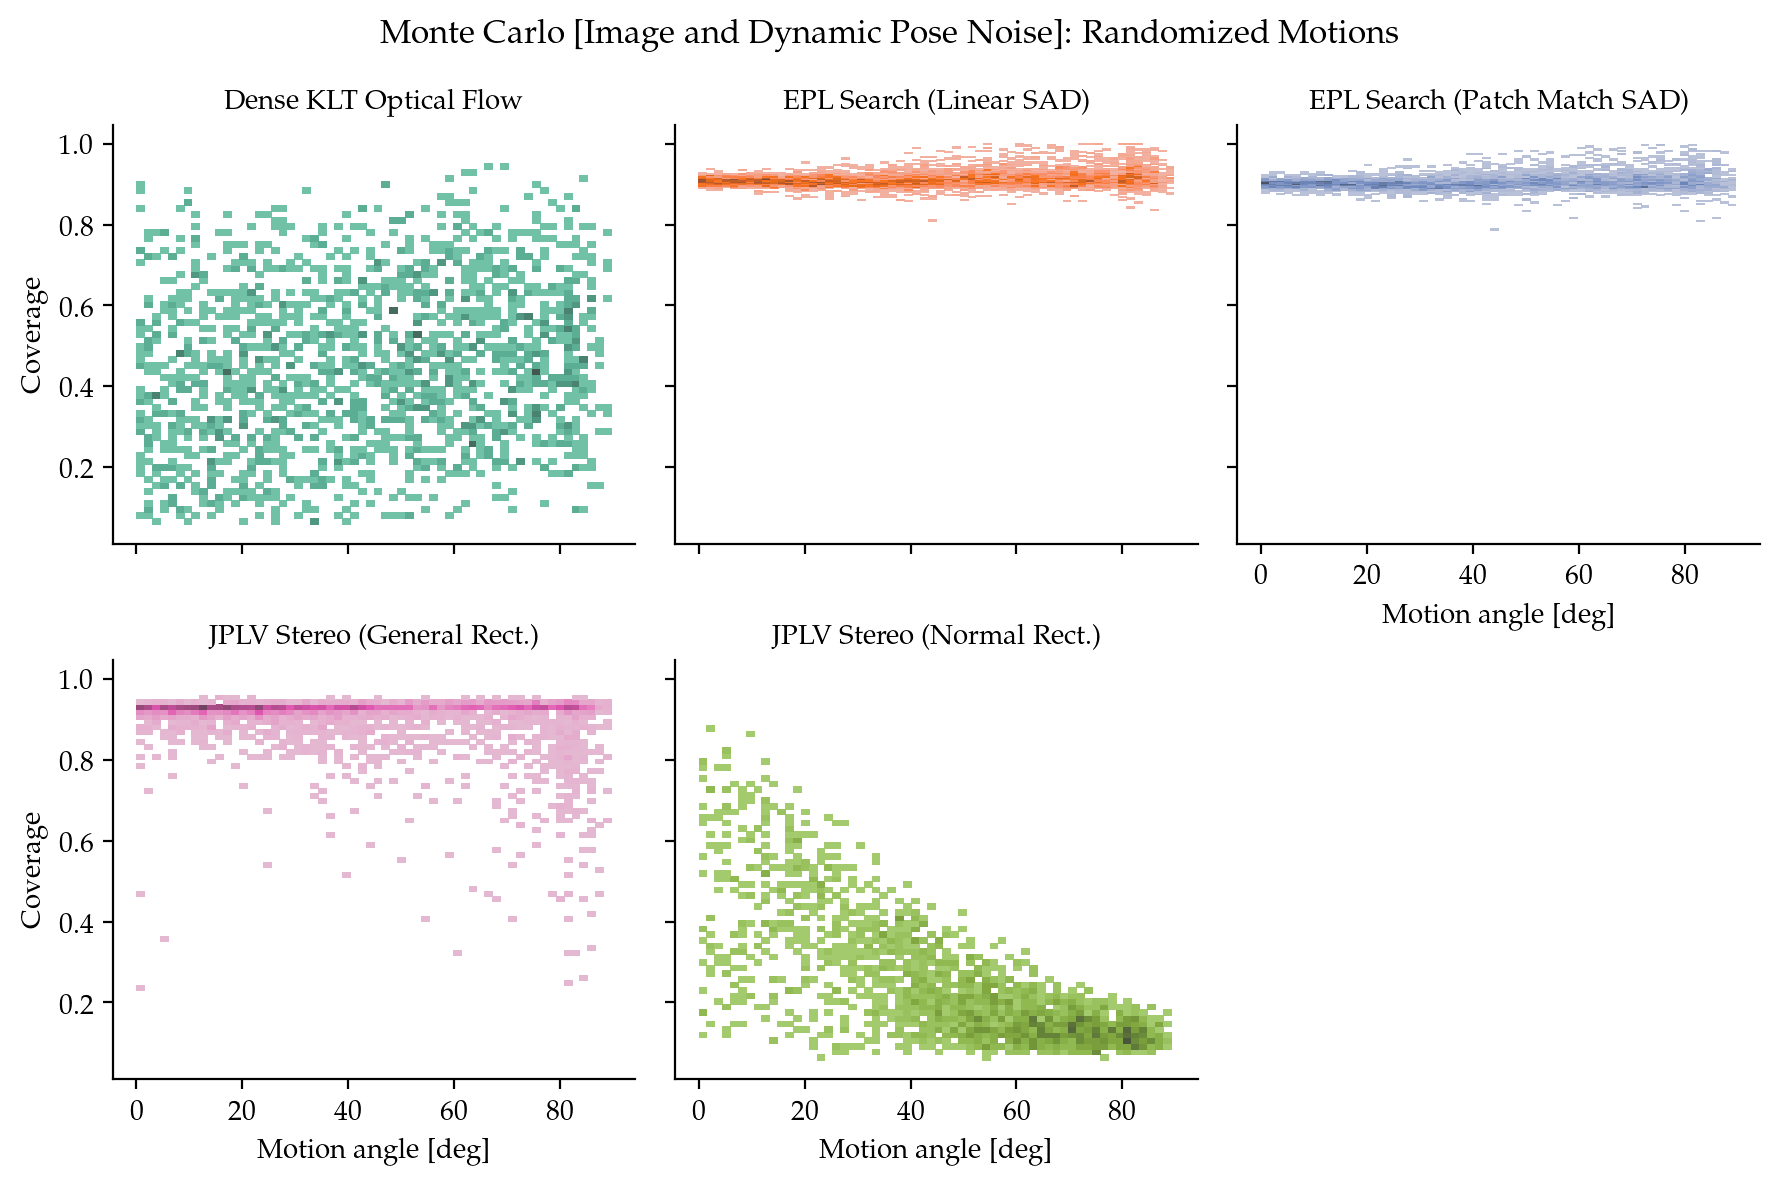 Monte Carlo [Image and Dynamic Pose Noise]: Randomized Motions
Dense KLT Optical Flow
EPL Search (Linear SAD)
EPL Search (Patch Match SAD)
1.0
0.8
0.6
0.4
0.2
Coverage
0 20 40 60 80
Motion angle [deg]
JPLV Stereo (General Rect.)
JPLV Stereo (Normal Rect.)
1.0
0.8
0.6
0.4
0.2
Coverage
0 20 40 60 80
0 20 40 60 80
Motion angle [deg]
Motion angle [deg]